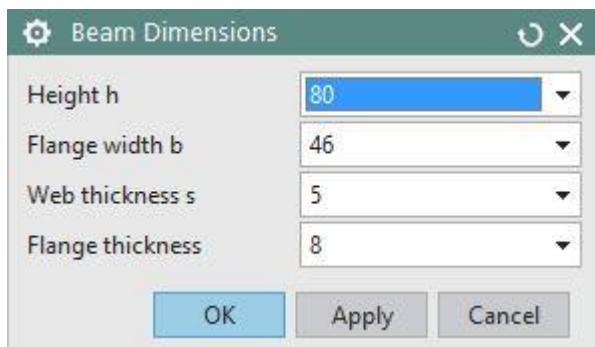 Beam Dimensions
Height h 80
Flange width b 46
Web thickness s 5
Flange thickness 8
OK Apply Cancel